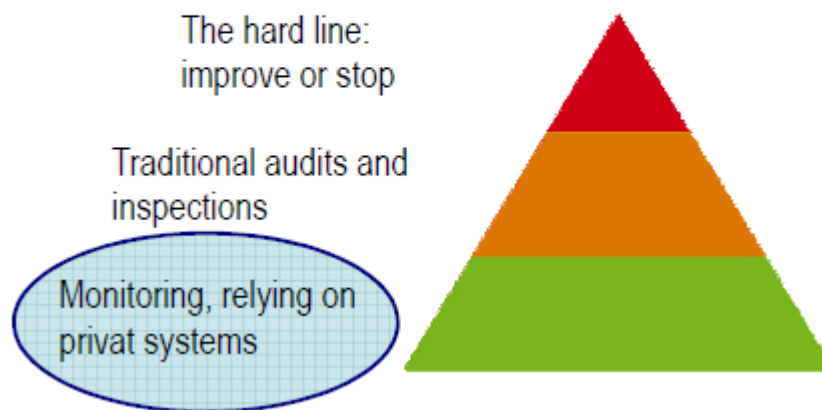 The hard line:
improve or stop
Traditional audits and
inspections
Monitoring, relying on
privat systems